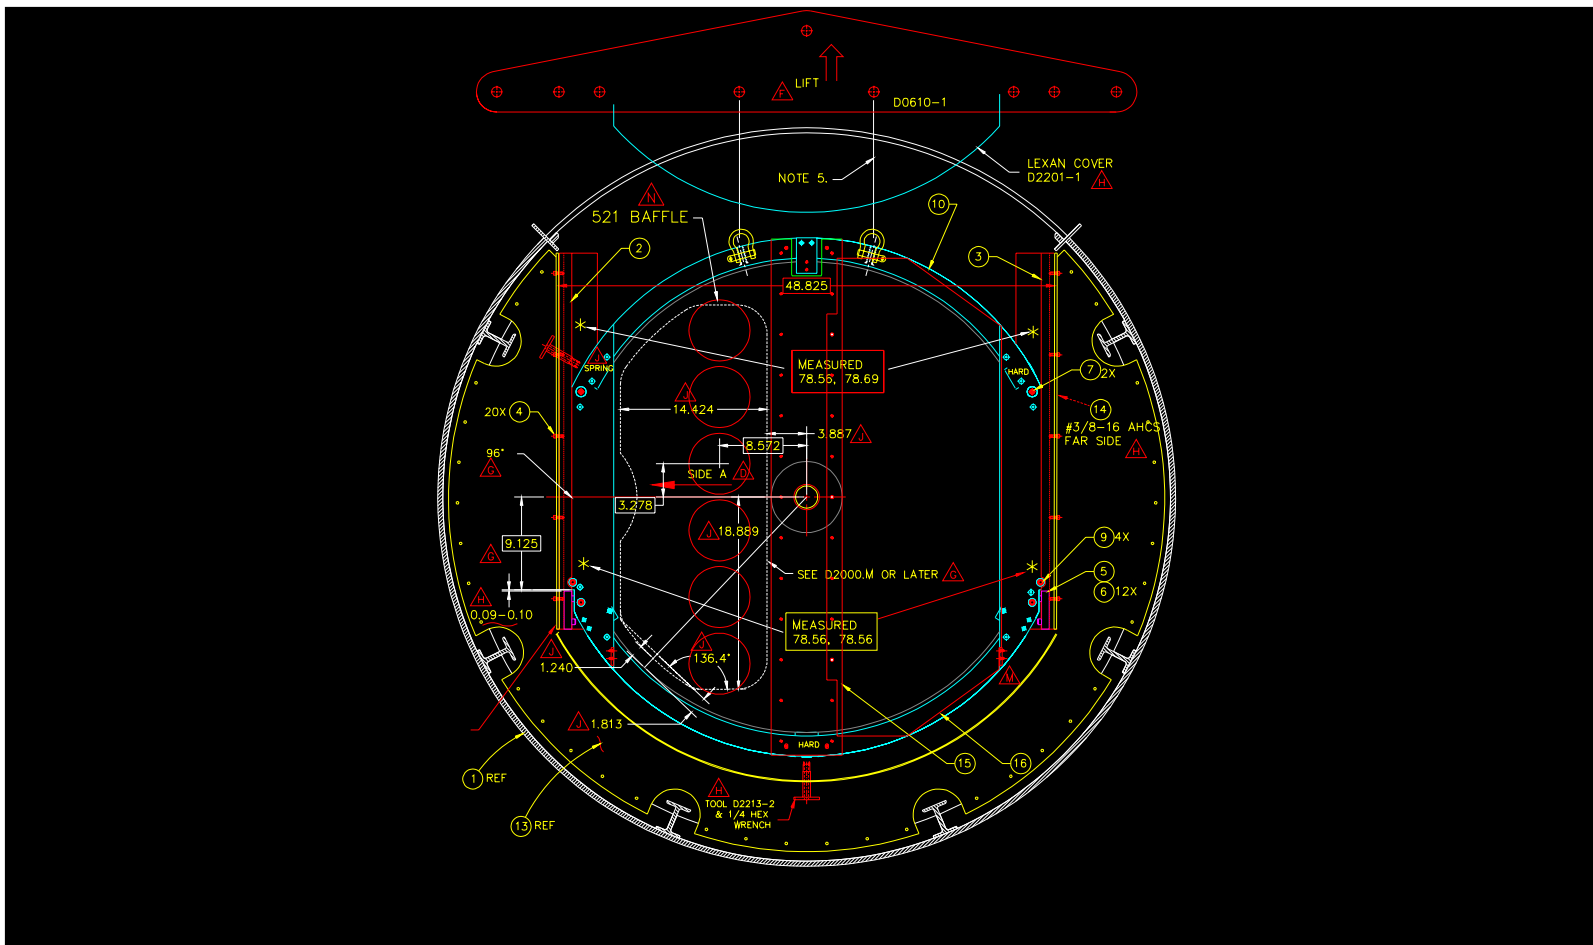 LIFT
F
D0610-1
LEXAN COVER
D2201-1
H
NOTE 5.
N
521 BAFFLE
10
2
3
48.825
J
SPRING
MEASURED
78.56, 78.69
HARD
7
2X
J
14.424
14
20X
4
#3/8-16 AHCS
FAR SIDE
H
3.887
J
8.572
96°
G
SIDE A
D
3.278
9.125
J
18.889
9
4X
G
SEE D2000.M OR LATER
G
5
6
12X
H
0.09-0.10
MEASURED
78.56, 78.56
J
1.240
J
136.4°
M
J
1.813
HARD
15
16
1
REF
H
TOOL D2213-2
& 1/4 HEX
WRENCH
13
REF